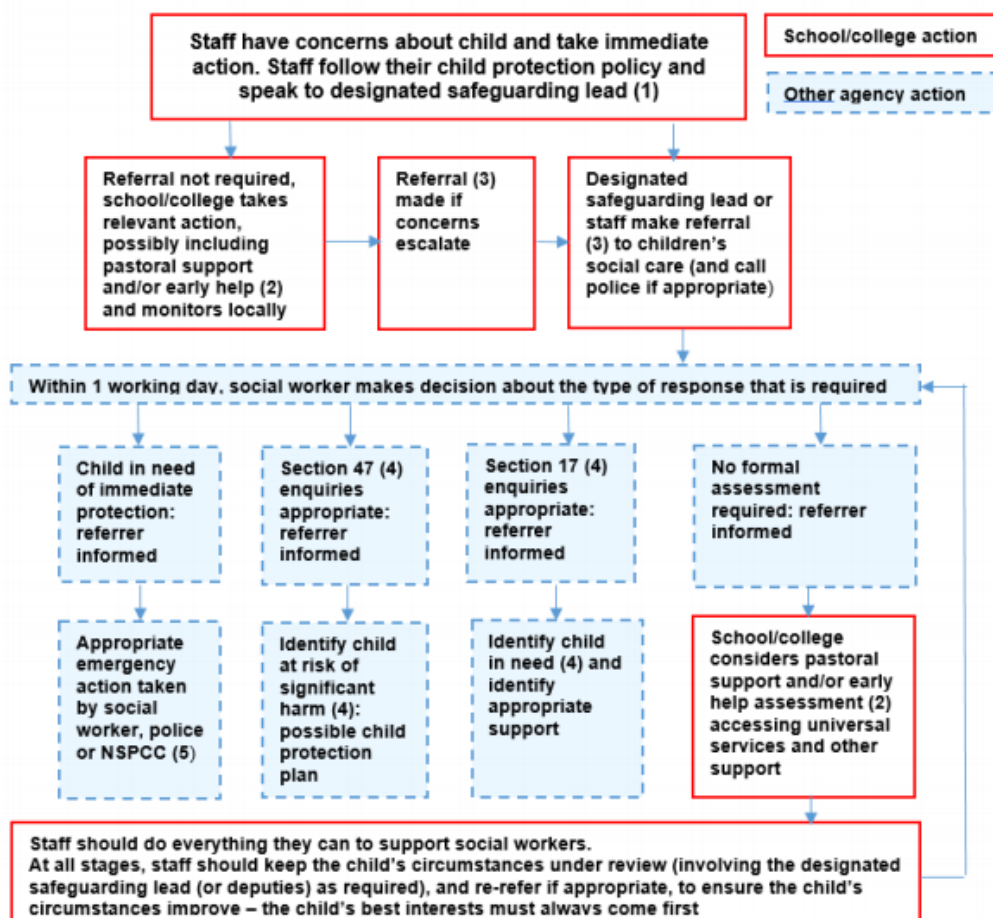 Staff have concerns about child and take immediate
action. Staff follow their child protection policy and
speak to designated safeguarding lead (1)
School/college action
Other agency action
Referral not required,
school/college takes
relevant action,
possibly including
pastoral support
and/or early help (2)
and monitors locally
Referral (3)
made if
concerns
escalate
Designated
safeguarding lead or
staff make referral
(3) to children's
social care (and call
police if appropriate)
Within 1 working day, social worker makes decision about the type of response that is required
Child in need
of immediate
protection:
referrer
informed
Section 47 (4)
enquiries
appropriate:
referrer
informed
Section 17 (4)
enquiries
appropriate:
referrer
informed
No formal
assessment
required: referrer
informed
Appropriate
emergency
action taken
by social
worker, police
or NSPCC (5)
Identify child
at risk of
significant
harm (4):
possible child
protection
plan
Identify child
in need (4) and
identify
appropriate
support
School/college
considers pastoral
support and/or early
help assessment (2)
accessing universal
services and other
support
Staff should do everything they can to support social workers.
At all stages, staff should keep the child's circumstances under review (involving the designated
safeguarding lead (or deputies) as required), and re-refer if appropriate, to ensure the child's
circumstances improve – the child's best interests must always come first